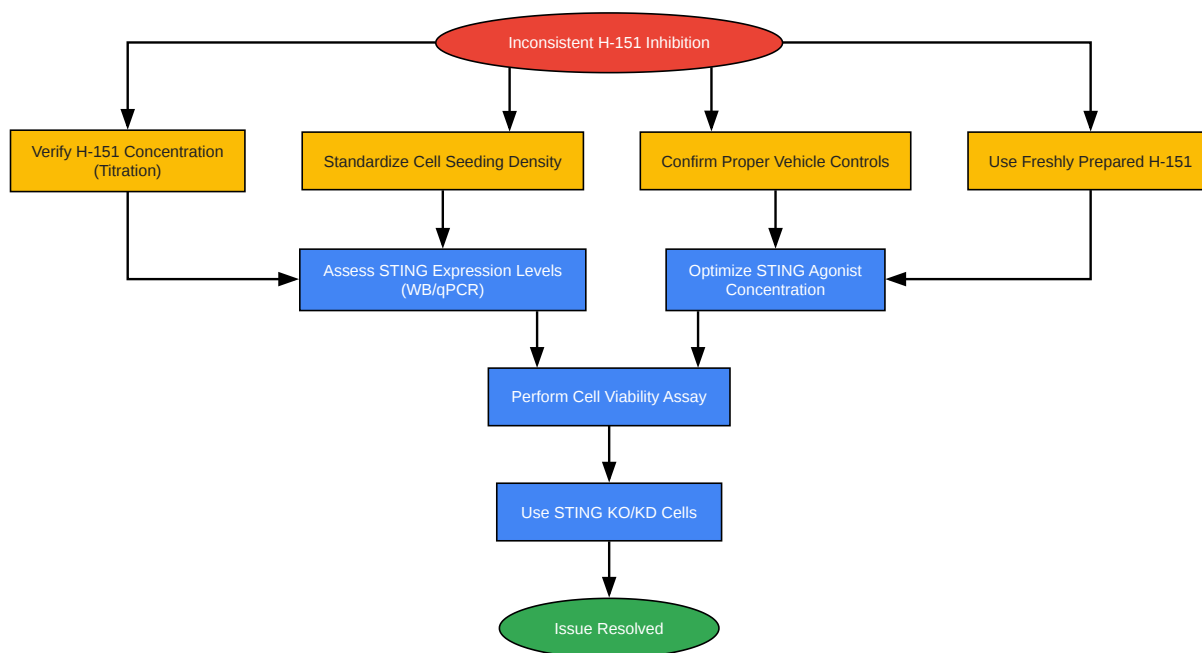 Inconsistent H-151 Inhibition
Verify H-151 Concentration
(Titration)
Standardize Cell Seeding Density
Confirm Proper Vehicle Controls
Use Freshly Prepared H-151
Assess STING Expression Levels
(WB/qPCR)
Optimize STING Agonist
Concentration
Perform Cell Viability Assay
Use STING KO/KD Cells
Issue Resolved